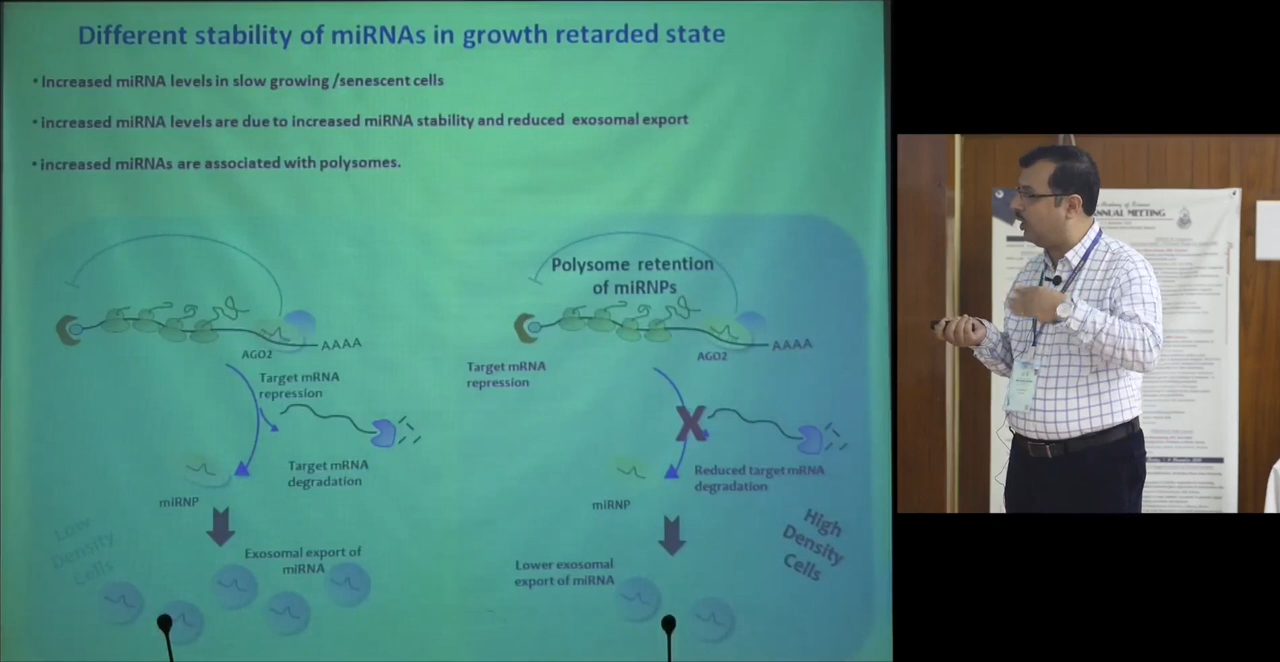 Different stability of miRNAs in growth retarded state
• Increased miRNA levels in slow growing /senescent cells
• increased miRNA levels are due to increased miRNA stability and reduced exosomal export
• increased miRNAs are associated with polysomes.
AAAA
AGO2
Target mRNA
repression
Target mRNA
degradation
miRNP
Low
Density
Cells
Exosomal export of
miRNA
Polysome retention
of miRNPs
AAAA
AGO2
Target mRNA
repression
X
Reduced target mRNA
degradation
miRNP
High
Density
Cells
Lower exosomal
export of miRNA
ANNUAL MEETING